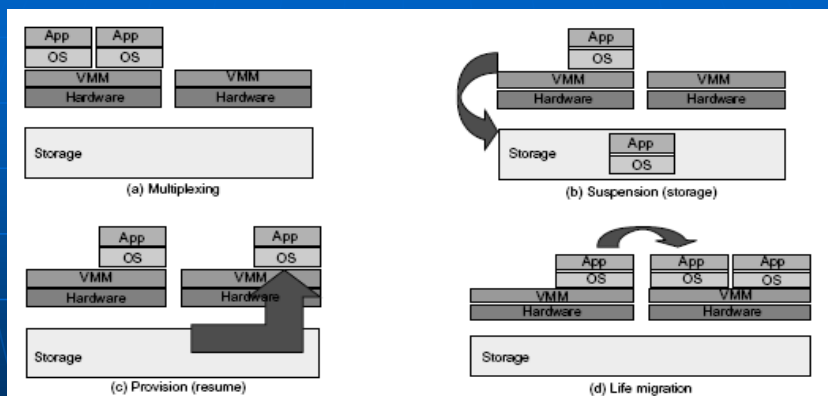 App App
OS OS
VMM VMM
Hardware Hardware
Storage
(a) Multiplexing
App
OS
VMM VMM
Hardware Hardware
App
Storage
OS
(b) Suspension (storage)
App App
OS OS
VMM VMM
Hardware Hardware
Storage
(c) Provision (resume)
App App App
OS OS OS
VMM VMM
Hardware Hardware
Storage
(d) Life migration